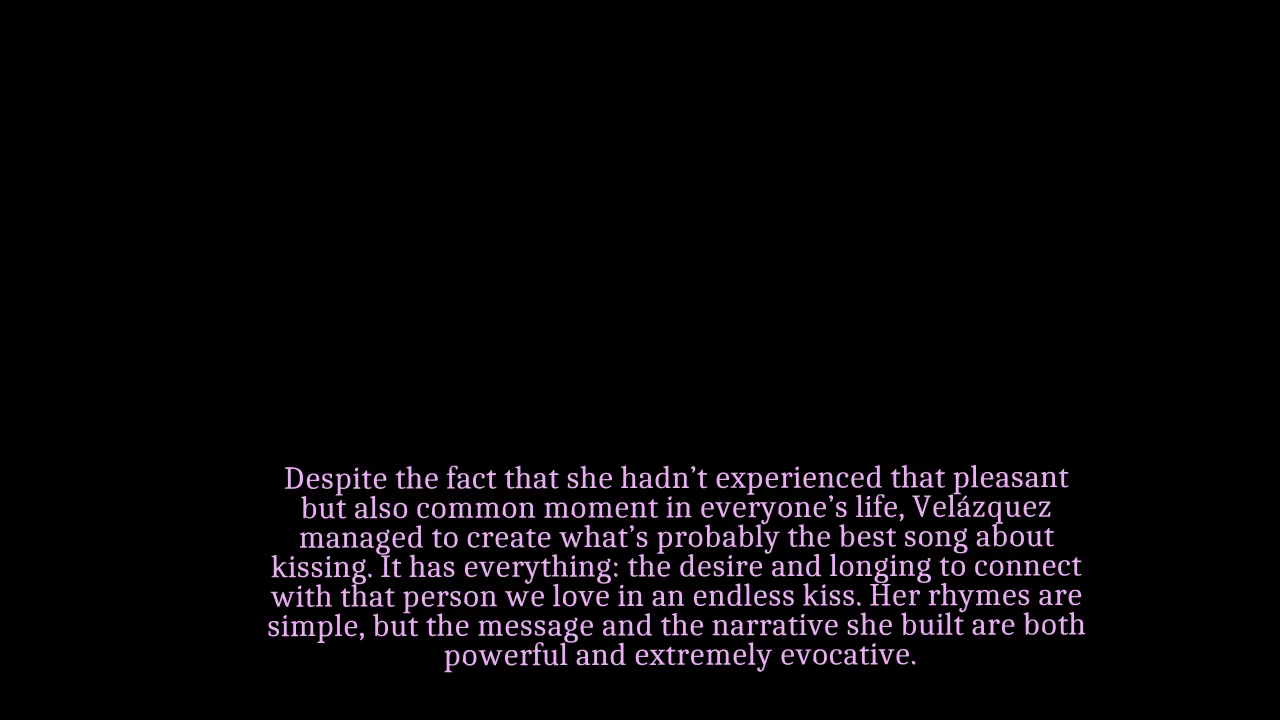 Despite the fact that she hadn’t experienced that pleasant
but also common moment in everyone’s life, Velázquez
managed to create what’s probably the best song about
kissing. It has everything: the desire and longing to connect
with that person we love in an endless kiss. Her rhymes are
simple, but the message and the narrative she built are both
powerful and extremely evocative.